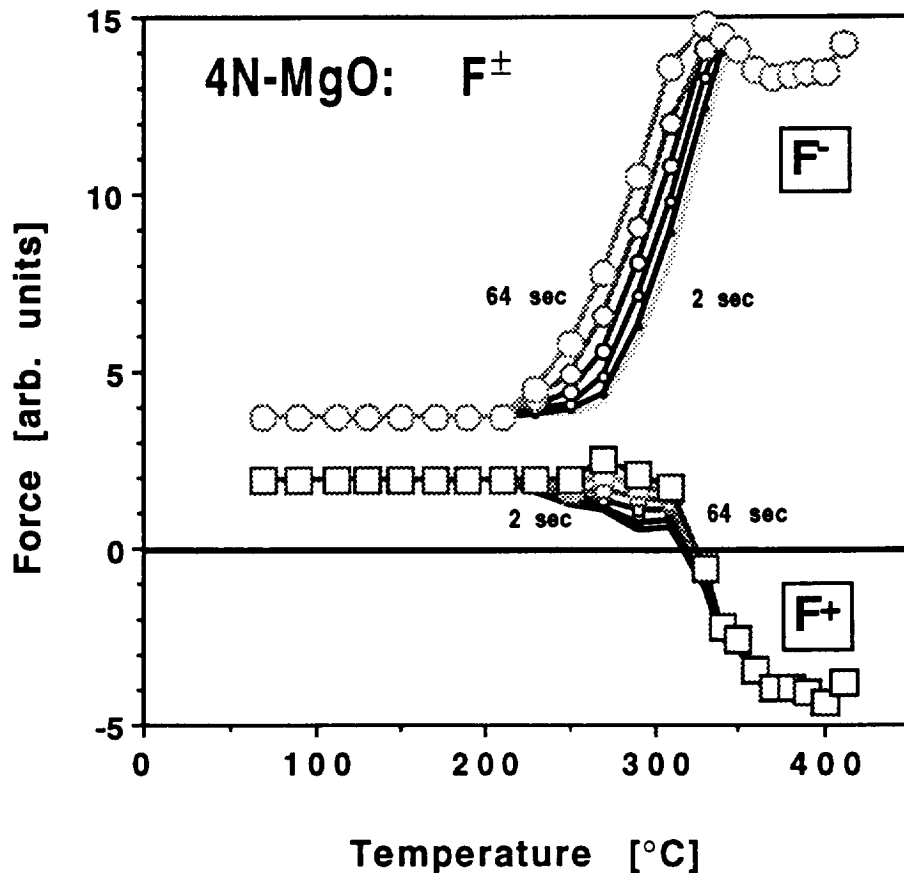 15
4N-MgO: F±
F-
10
64 sec
2 sec
5
2 sec
64 sec
0
F+
-5
0 100 200 300 400
Force [arb. units]
Temperature [°C]